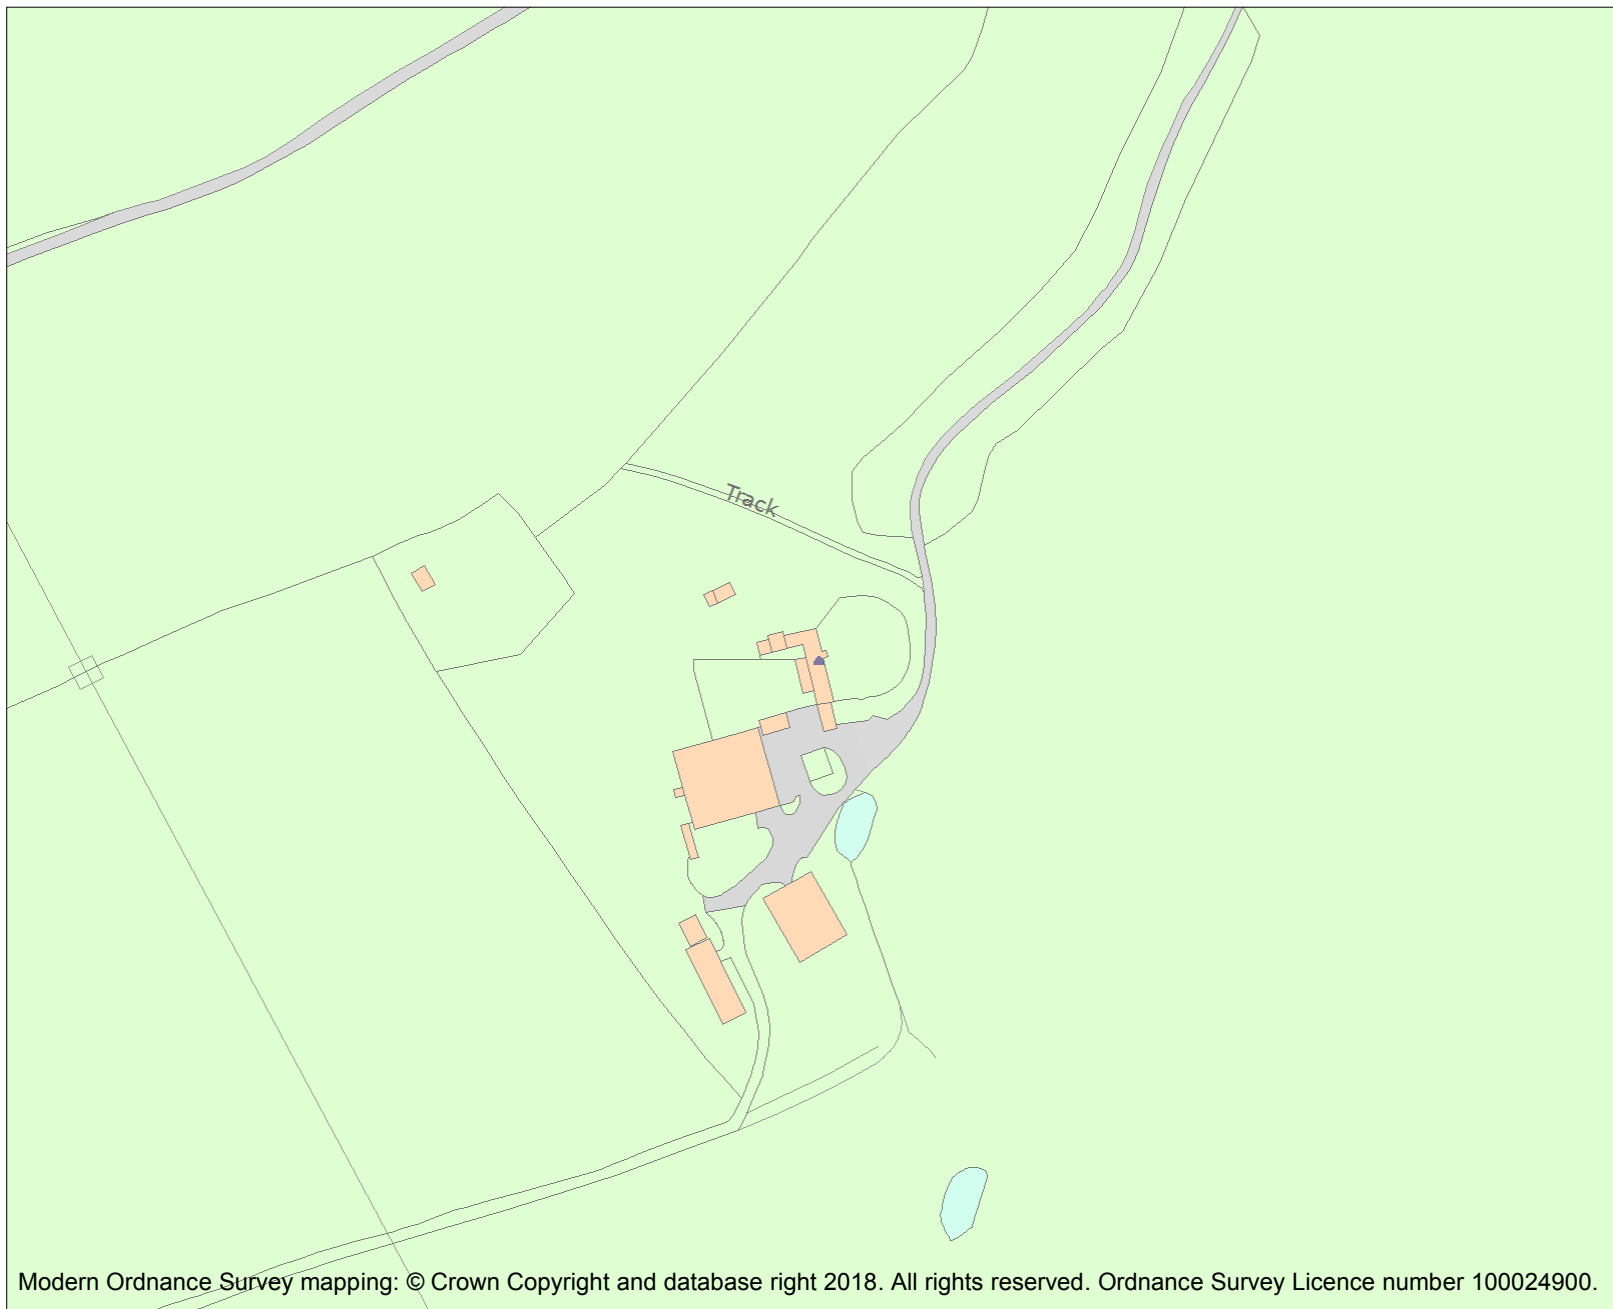 Track
Modern Ordnance Survey mapping: © Crown Copyright and database right 2018. All rights reserved. Ordnance Survey Licence number 100024900.